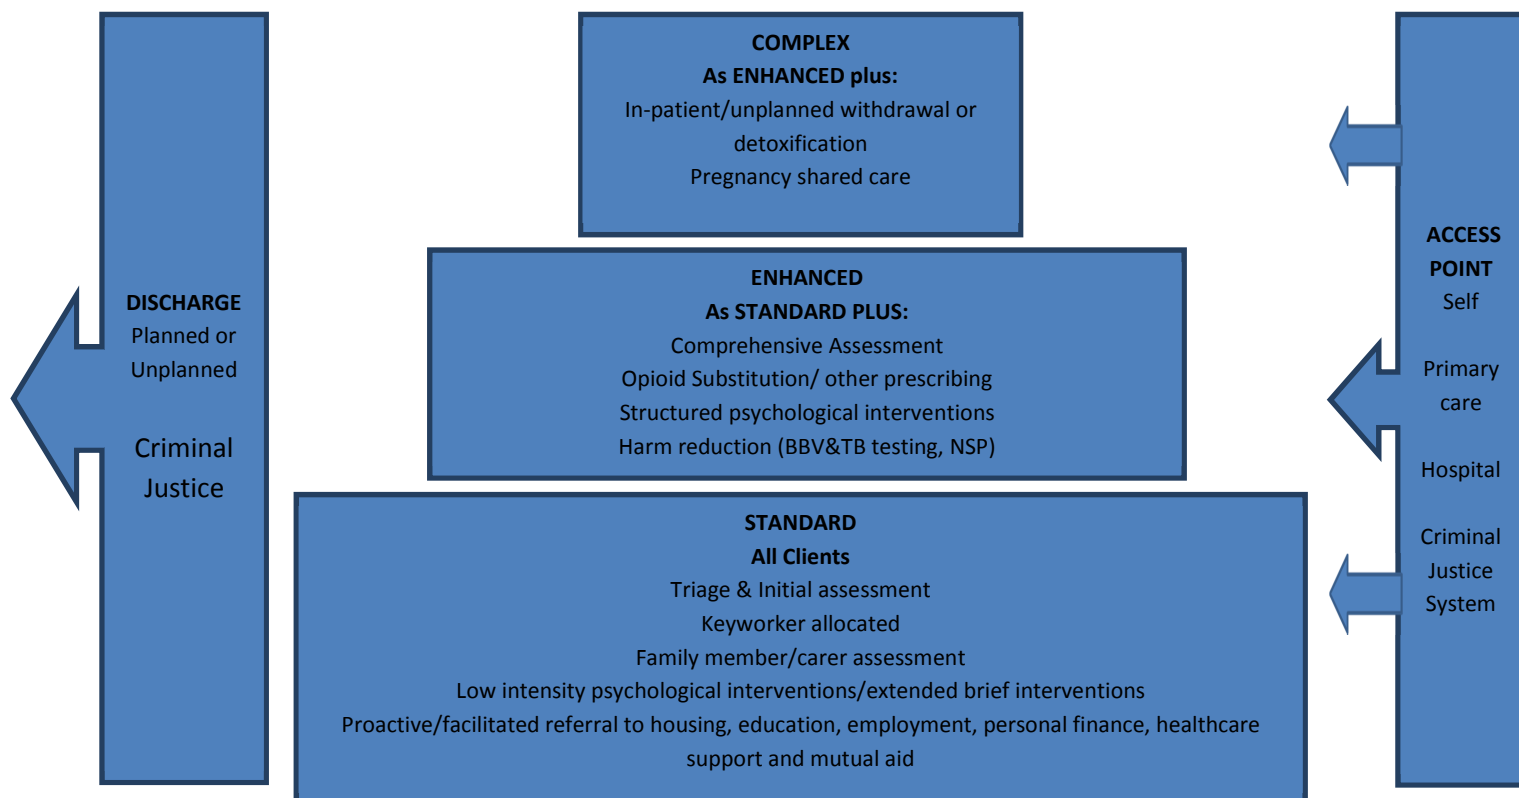 DISCHARGE
Planned or
Unplanned
Criminal
Justice
COMPLEX
As ENHANCED plus:
In-patient/unplanned withdrawal or
detoxification
Pregnancy shared care
ENHANCED
As STANDARD PLUS:
Comprehensive Assessment
Opioid Substitution/ other prescribing
Structured psychological interventions
Harm reduction (BBV&TB testing, NSP)
STANDARD
All Clients
Triage & Initial assessment
Keyworker allocated
Family member/carer assessment
Low intensity psychological interventions/extended brief interventions
Proactive/facilitated referral to housing, education, employment, personal finance, healthcare
support and mutual aid
ACCESS
POINT
Self
Primary
care
Hospital
Criminal
Justice
System